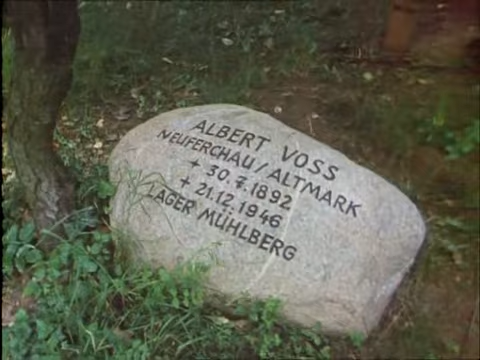 ALBERT VOSS
NEUFERCHAU/ALTMARK
+ 30.7.1892
+ 21.12.1946
LAGER MÜHLBERG